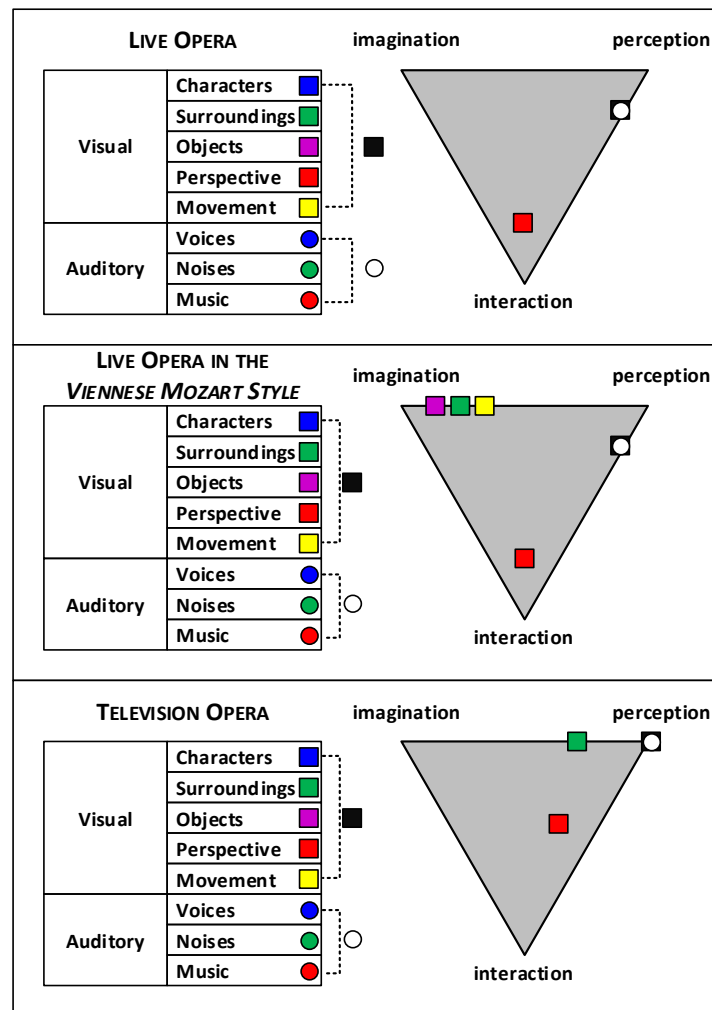 LIVE OPERA
imagination
perception
Visual
Characters
Surroundings
Objects
Perspective
Movement
Auditory
Voices
Noises
Music
interaction
LIVE OPERA IN THE
VIENNESE MOZART STYLE
imagination
perception
Visual
Characters
Surroundings
Objects
Perspective
Movement
Auditory
Voices
Noises
Music
interaction
TELEVISION OPERA
imagination
perception
Visual
Characters
Surroundings
Objects
Perspective
Movement
Auditory
Voices
Noises
Music
interaction